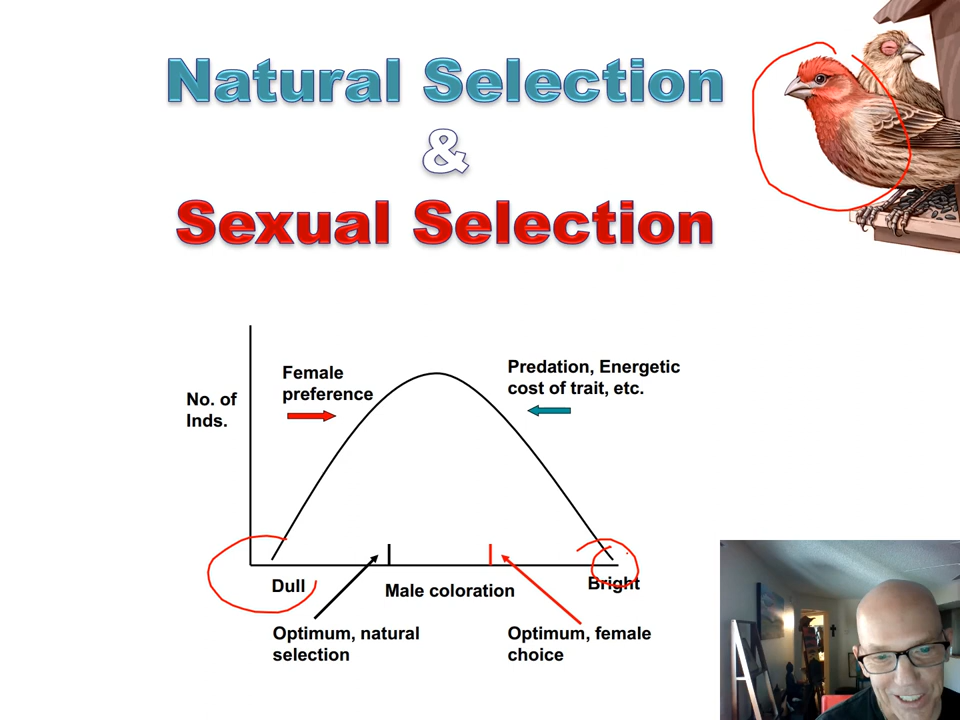 Natural Selection
&
Sexual Selection
Female
preference
Predation, Energetic
cost of trait, etc.
No. of
Inds.
Dull
Male coloration
Bright
Optimum, natural
selection
Optimum, female
choice